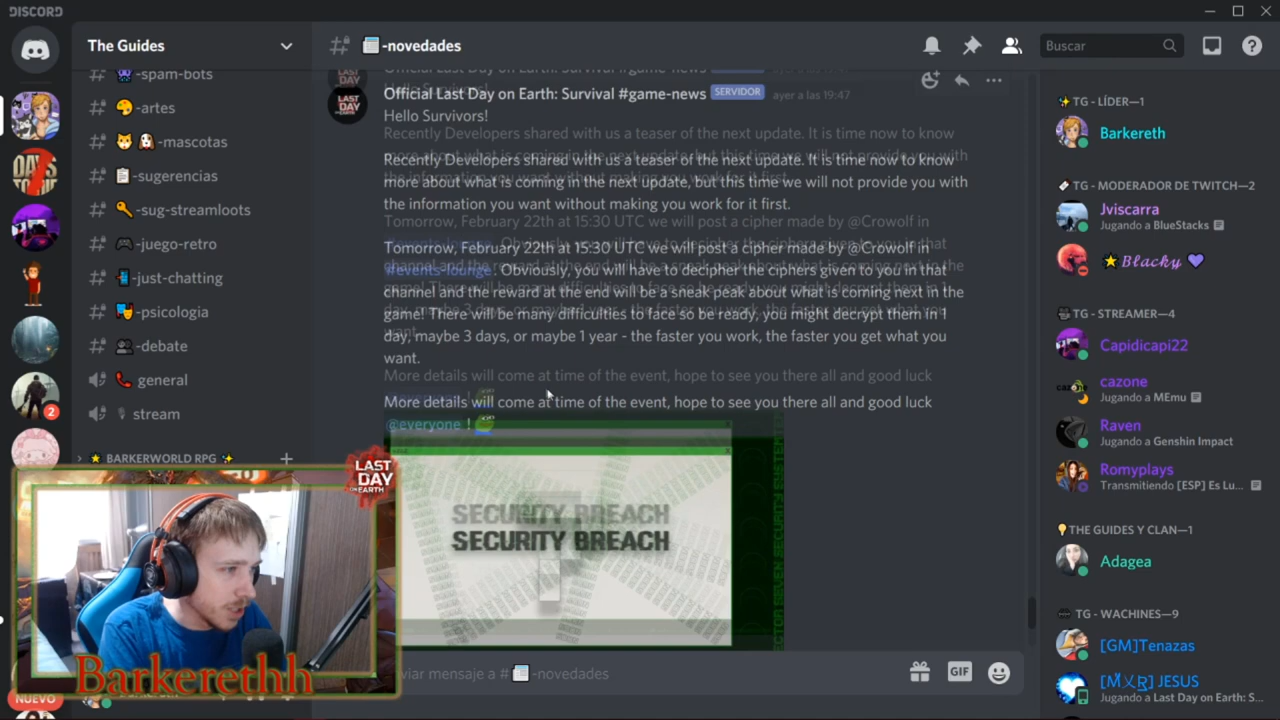 DISCORD
The Guides
-novedades
Buscar
-spam-bots
-artes
-mascotas
-sugerencias
-sug-streamloots
-juego-retro
-just-chatting
-psicologia
-debate
general
stream
BARKERWORLD RPG
2
NUEVO
LAST DAY ON EARTH
Barkerethh
Official Last Day on Earth: Survival #game-news SERVIDOR ayer a las 19:47
Hello Survivors!
Recently Developers shared with us a teaser of the next update. It is time now to know
more about what is coming in the next update, but this time we will not provide you with
the information you want without making you work for it first.
Tomorrow, February 22th at 15:30 UTC we will post a cipher made by @Crowolf in
#events-lounge. Obviously, you will have to decipher the ciphers given to you in that
channel and the reward at the end will be a sneak peak about what is coming next in the
game! There will be many difficulties to face so be ready, you might decrypt them in 1
day, maybe 3 days, or maybe 1 year - the faster you work, the faster you get what you
want.
More details will come at time of the event, hope to see you there all and good luck
@everyone !
SECURITY BREACH
SECURITY BREACH
viar mensaje a # -novedades
GIF
TG - LÍDER—1
Barkereth
TG - MODERADOR DE TWITCH—2
Jviscarra
Jugando a BlueStacks
Blacky
TG - STREAMER—4
Capidicapi22
cazone
Jugando a MEmu
Raven
Jugando a Genshin Impact
Romyplays
Transmitiendo [ESP] Es Lu...
THE GUIDES Y CLAN—1
Adagea
TG - WACHINES—9
[GM]Tenazas
[MXR] JESUS
Jugando a Last Day on Earth: S...